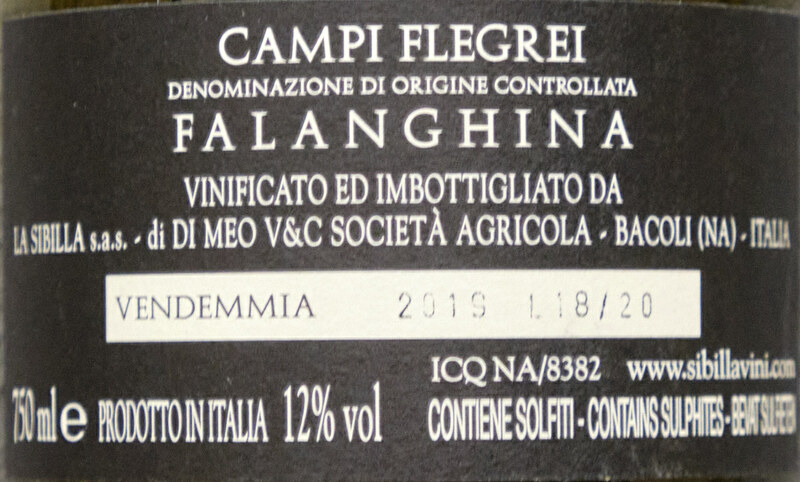 CAMPI FLEGREI
DENOMINAZIONE DI ORIGINE CONTROLLATA
FALANGHINA
VINIFICATO ED IMBOTTIGLIATO DA
LA SIBILLA s.a.s. - di DI MEO V&C SOCIETÀ AGRICOLA - BACOLI (NA) - ITALIA
VENDEMMIA 2019 L18/20
ICQ NA/8382 www.sibillavini.com
750 ml e PRODOTTO IN ITALIA 12% vol CONTIENE SOLFITI - CONTAINS SULPHITES -